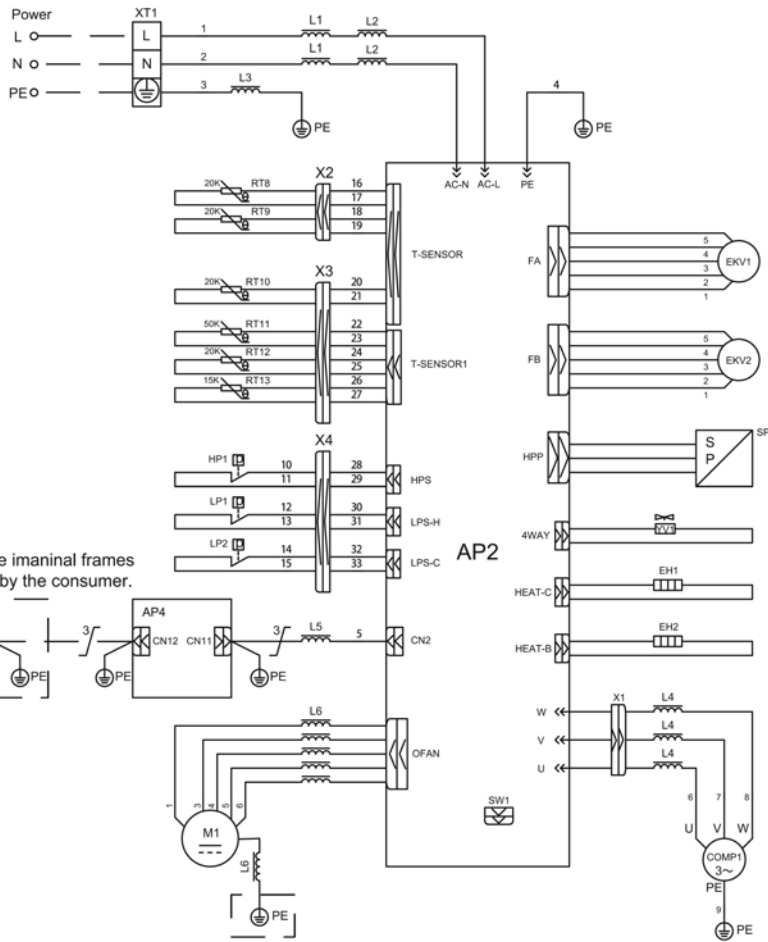 Power
XT1
L
L
1
L1
L2
N
N
2
L1
L2
PE
3
L3
PE
4
PE
AC-N
AC-L
PE
X2
20K
RT8
16
17
20K
RT9
18
19
T-SENSOR
X3
20K
RT10
20
21
50K
RT11
22
23
20K
RT12
24
25
15K
RT13
26
27
T-SENSOR1
FA
5
4
3
2
1
EKV1
FB
5
4
3
2
1
EKV2
X4
HP1
P
10
11
28
29
HPS
LP1
P
12
13
30
31
LPS-H
LP2
P
14
15
32
33
LPS-C
HPP
S
P
SP
AP2
4WAY
YV1
HEAT-C
EH1
HEAT-B
EH2
e imaninal frames
by the consumer.
AP4
3
CN12
CN11
3
L5
5
CN2
PE
PE
PE
L6
OFAN
1
3
4
5
6
M1
L6
PE
SW1
W
V
U
X1
L4
L4
L4
6
7
8
U
V
W
COMP1
3~
PE
9
PE